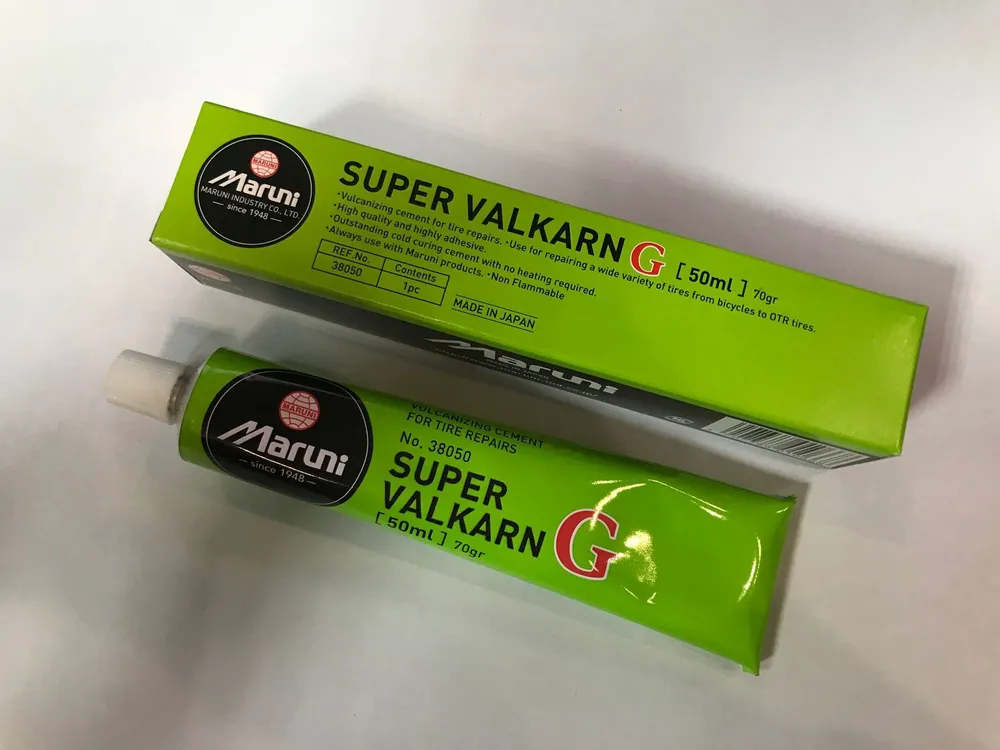 MARUNI
Maruni
MARUNI INDUSTRY CO., LTD.
since 1948
SUPER VALKARN G [ 50ml ] 70gr
・Vulcanizing cement for tire repairs. ・Use for repairing a wide variety of tires from bicycles to OTR tires.
・High quality and highly adhesive.
・Outstanding cold curing cement with no heating required.
・Always use with Maruni products. ・Non Flammable
REF.No. Contents
38050 1pc
MADE IN JAPAN
Maruni
MARUNI
Maruni
since 1948
VULCANIZING CEMENT
FOR TIRE REPAIRS
No. 38050
SUPER
VALKARN G
[ 50ml ] 70gr